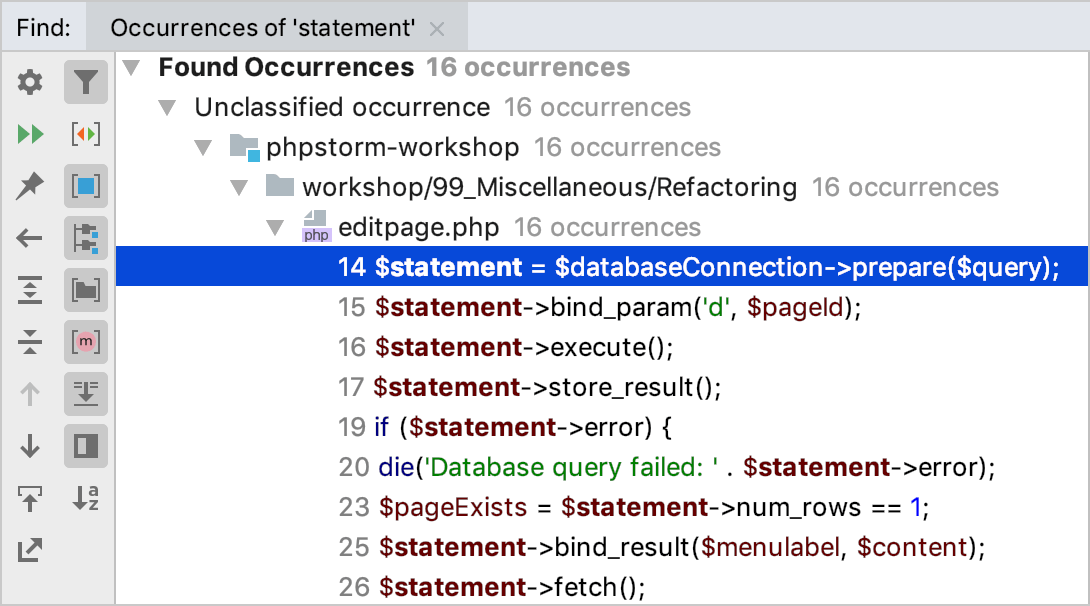 Find: Occurrences of 'statement'
Found Occurrences 16 occurrences
Unclassified occurrence 16 occurrences
phpstorm-workshop 16 occurrences
workshop/99_Miscellaneous/Refactoring 16 occurrences
php editpage.php 16 occurrences
14 $statement = $databaseConnection->prepare($query);
15 $statement->bind_param('d', $pageId);
16 $statement->execute();
17 $statement->store_result();
19 if ($statement->error) {
20 die('Database query failed: ' . $statement->error);
23 $pageExists = $statement->num_rows == 1;
25 $statement->bind_result($menulabel, $content);
26 $statement->fetch();
m
a
z